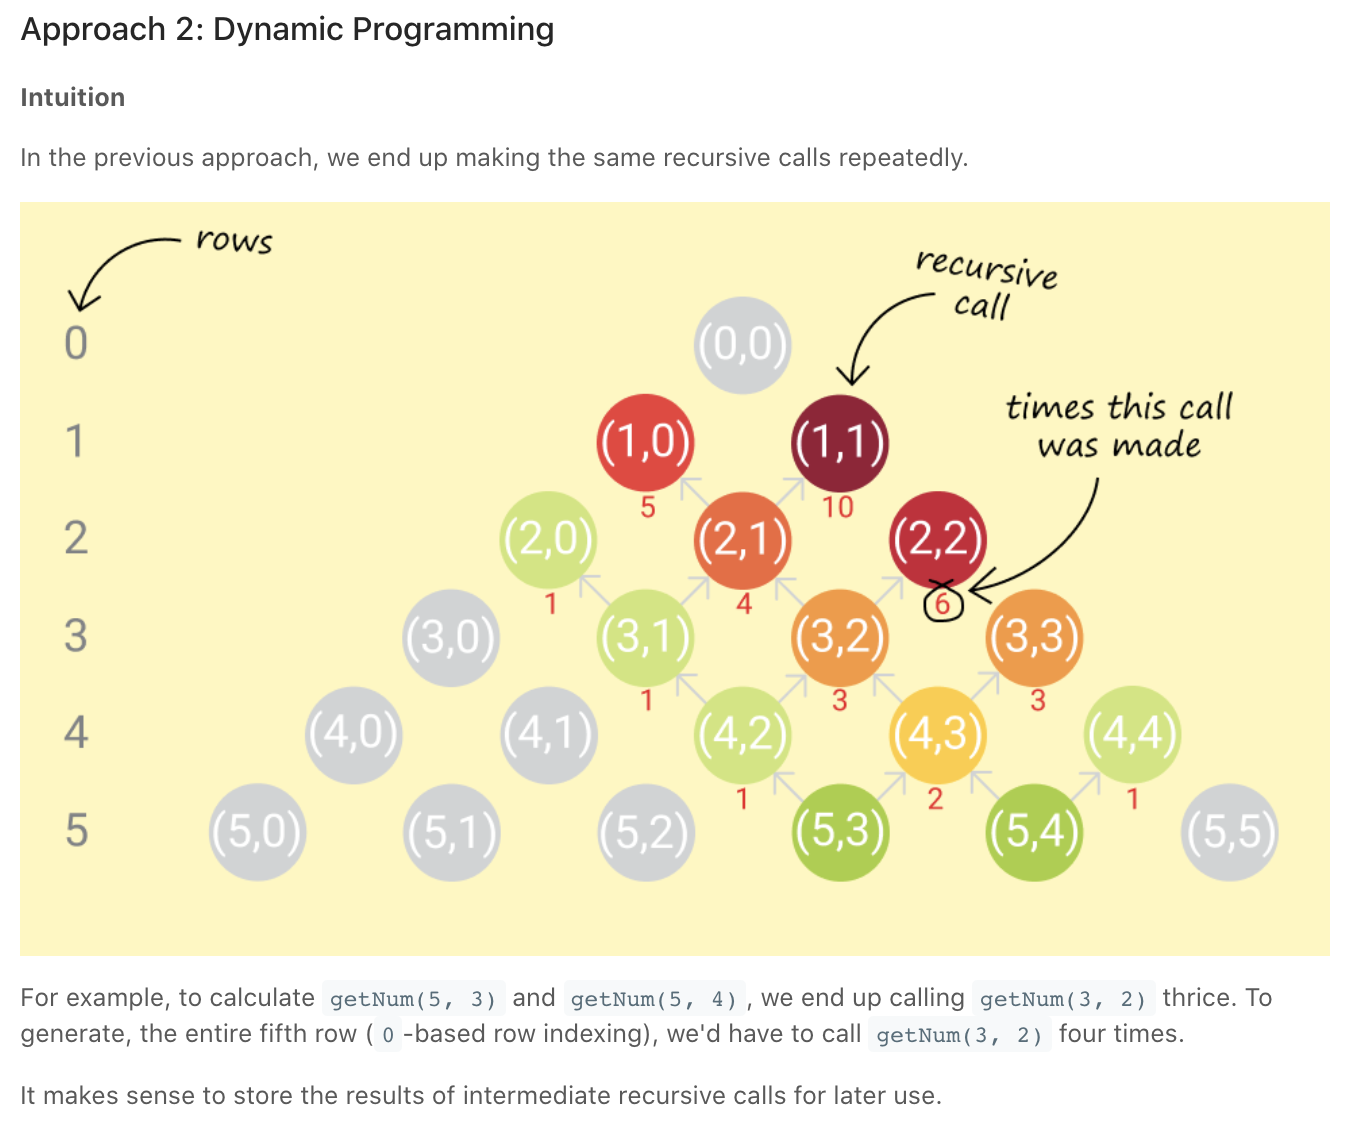 Approach 2: Dynamic Programming
Intuition
In the previous approach, we end up making the same recursive calls repeatedly.
rows
recursive
call
0 (0,0)
times this call
was made
1 (1,0) (1,1)
5 10
2 (2,0) (2,1) (2,2)
1 4 6
3 (3,0) (3,1) (3,2) (3,3)
1 3 3
4 (4,0) (4,1) (4,2) (4,3) (4,4)
1 2 1
5 (5,0) (5,1) (5,2) (5,3) (5,4) (5,5)
For example, to calculate getNum(5, 3) and getNum(5, 4) , we end up calling getNum(3, 2) thrice. To
generate, the entire fifth row ( 0 -based row indexing), we'd have to call getNum(3, 2) four times.
It makes sense to store the results of intermediate recursive calls for later use.